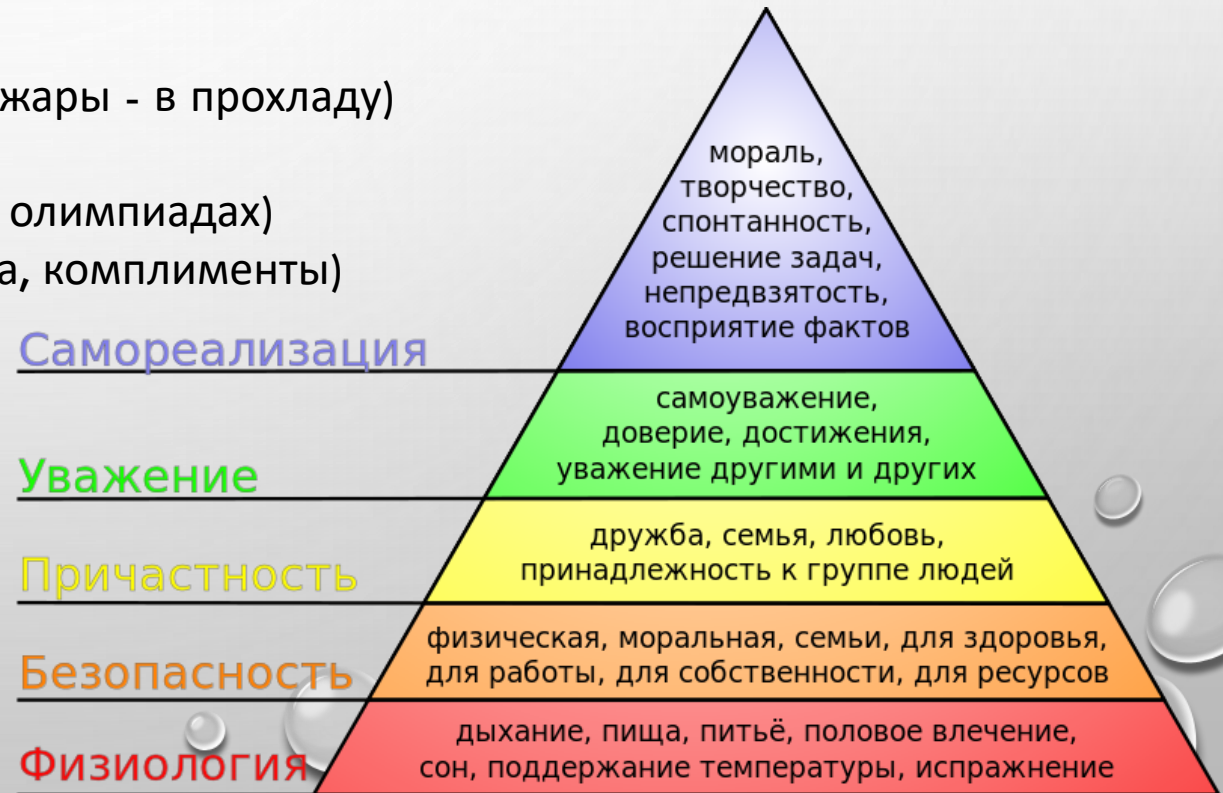 жары - в прохладу)
олимпиадах)
а, комплименты)
мораль,
творчество,
спонтанность,
решение задач,
непредвзятость,
восприятие фактов
Самореализация
самоуважение,
доверие, достижения,
уважение другими и других
Уважение
дружба, семья, любовь,
принадлежность к группе людей
Причастность
физическая, моральная, семьи, для здоровья,
для работы, для собственности, для ресурсов
Безопасность
дыхание, пища, питьё, половое влечение,
сон, поддержание температуры, испражнение
Физиология